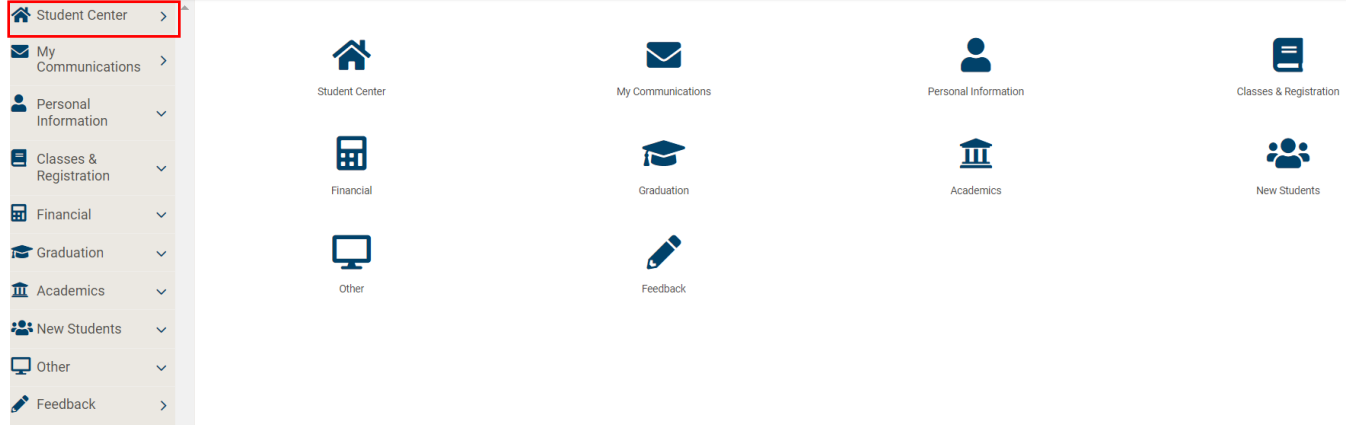 Student Center
My
Communications
Personal
Information
Classes &
Registration
Financial
Graduation
Academics
New Students
Other
Feedback
Student Center
My Communications
Personal Information
Classes & Registration
Financial
Graduation
Academics
New Students
Other
Feedback